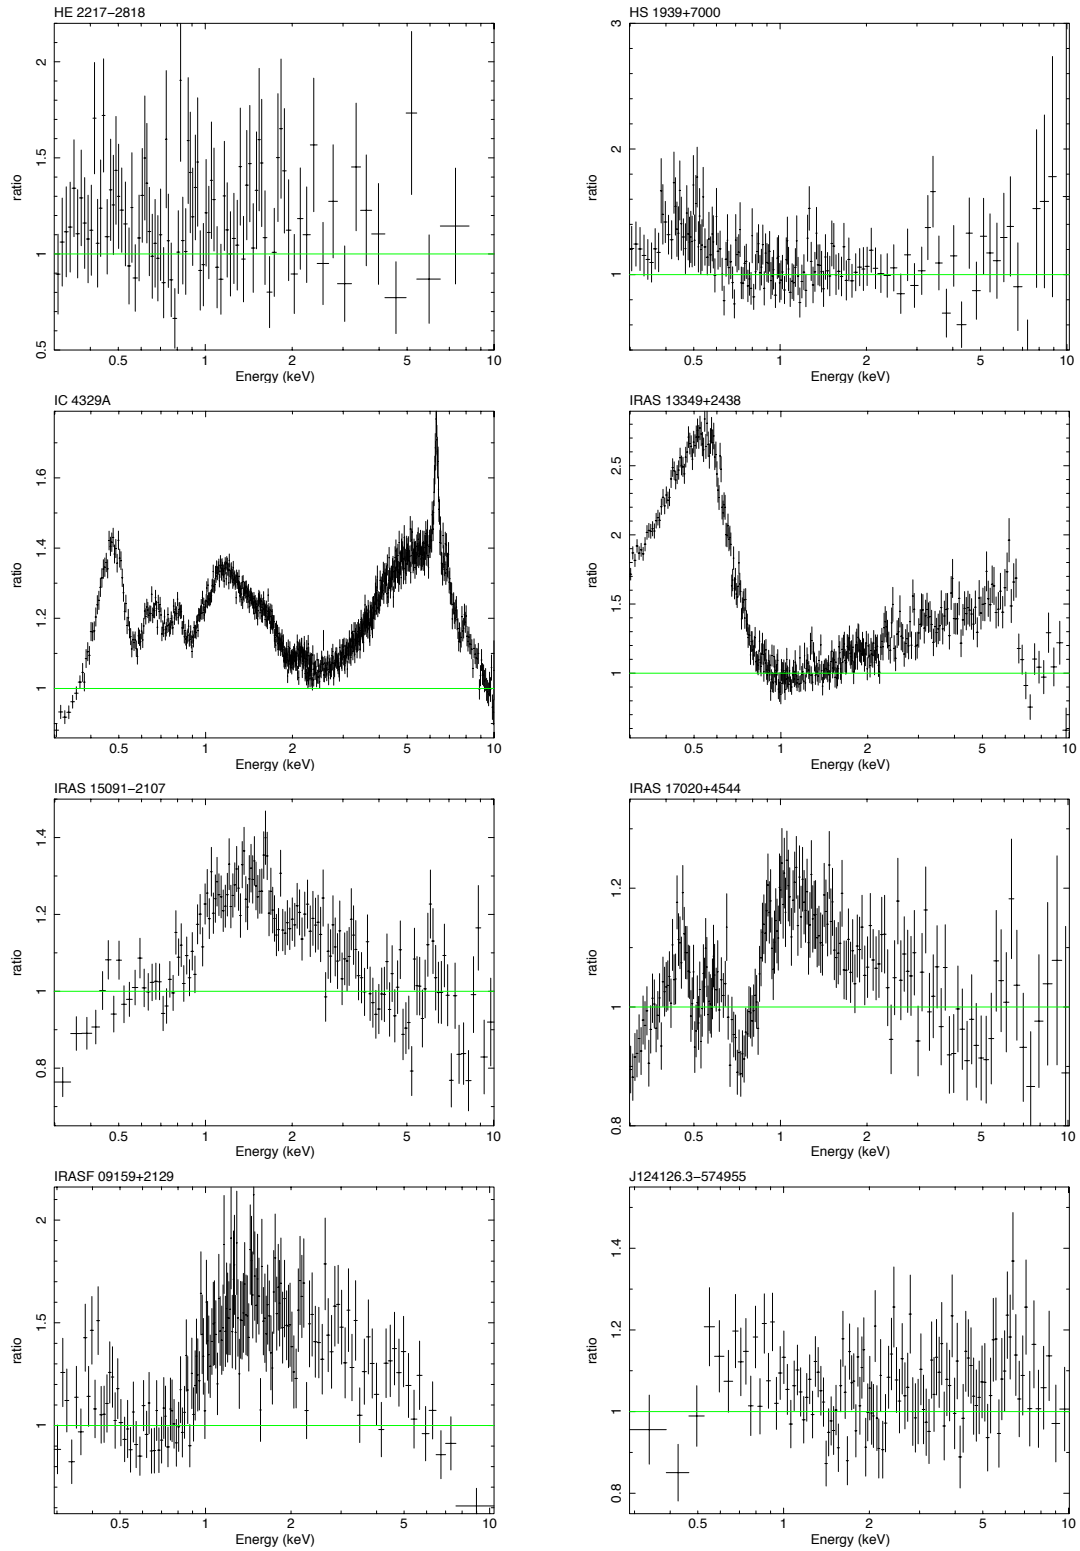 HE 2217−2818
ratio
0.5 1 1.5 2
0.5 1 2 5 10
Energy (keV)
HS 1939+7000
ratio
1 2 3
0.5 1 2 5 10
Energy (keV)
IC 4329A
ratio
1 1.2 1.4 1.6
0.5 1 2 5 10
Energy (keV)
IRAS 13349+2438
ratio
1 1.5 2 2.5
0.5 1 2 5 10
Energy (keV)
IRAS 15091−2107
ratio
0.8 1 1.2 1.4
0.5 1 2 5 10
Energy (keV)
IRAS 17020+4544
ratio
0.8 1 1.2
0.5 1 2 5 10
Energy (keV)
IRASF 09159+2129
ratio
1 1.5 2
0.5 1 2 5 10
Energy (keV)
J124126.3−574955
ratio
0.8 1 1.2 1.4
0.5 1 2 5 10
Energy (keV)